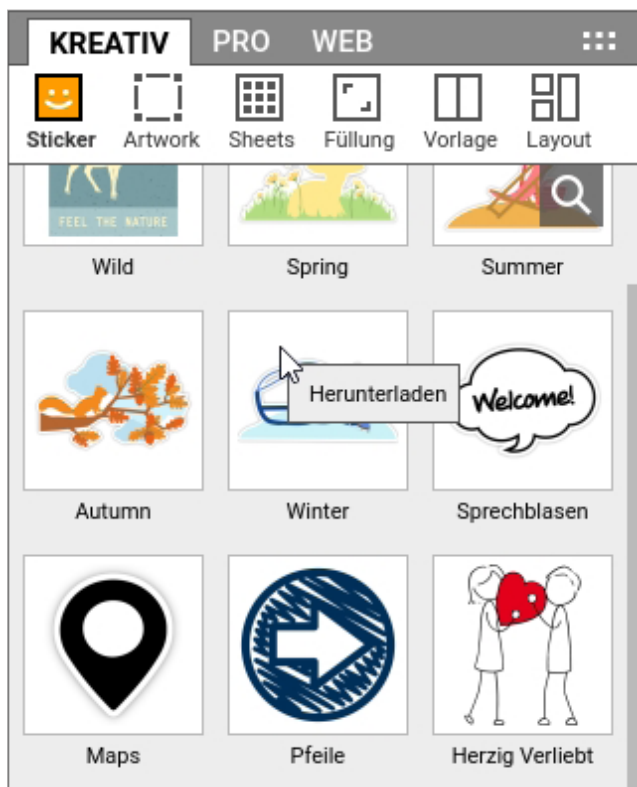 KREATIV PRO WEB
Sticker Artwork Sheets Füllung Vorlage Layout
FEEL THE NATURE
Wild Spring Summer
Herunterladen
Welcome!
Autumn Winter Sprechblasen
Maps Pfeile Herzig Verliebt